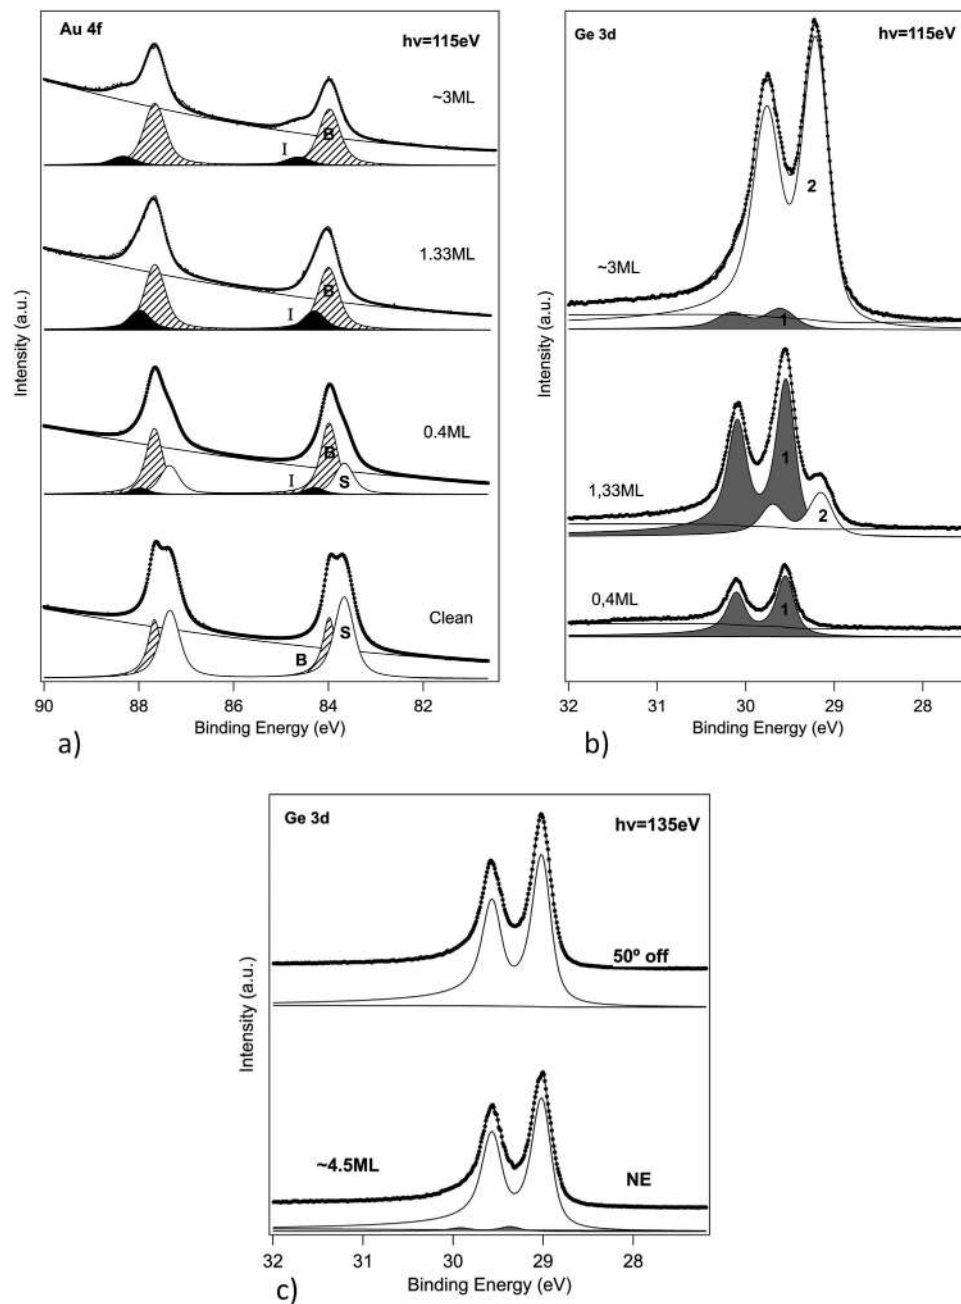 Au 4f
hν=115eV
~3ML
B
I
1.33ML
B
I
0.4ML
B
I
S
Clean
S
B
Intensity (a.u.)
90 88 86 84 82
Binding Energy (eV)
a)
Ge 3d
hν=115eV
2
~3ML
1
1
1,33ML
2
0,4ML
1
Intensity (a.u.)
32 31 30 29 28
Binding Energy (eV)
b)
Ge 3d
hν=135eV
50º off
~4.5ML
NE
Intensity (a.u.)
32 31 30 29 28
Binding Energy (eV)
c)